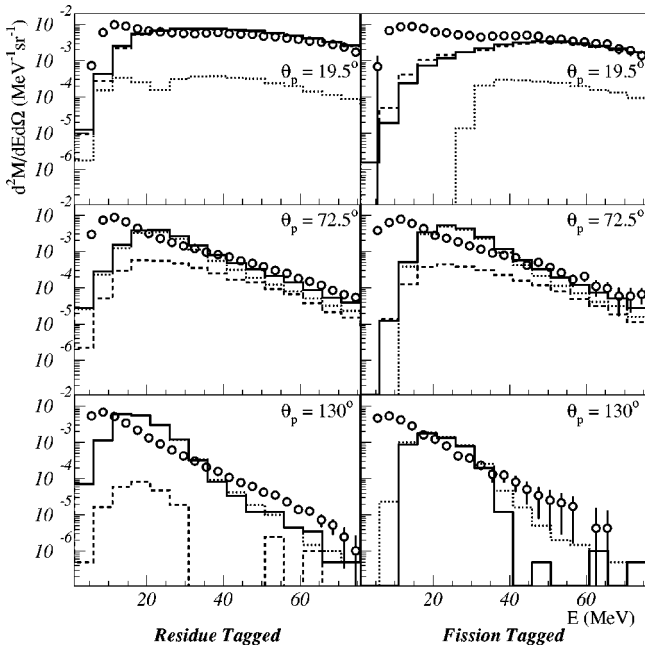 d²M/dEdΩ (MeV⁻¹sr⁻¹)
10⁻²
10⁻³
10⁻⁴
10⁻⁵
10⁻⁶
θp = 19.5°
θp = 19.5°
10⁻²
10⁻³
10⁻⁴
10⁻⁵
10⁻⁶
θp = 72.5°
θp = 72.5°
10⁻²
10⁻³
10⁻⁴
10⁻⁵
10⁻⁶
θp = 130°
θp = 130°
20 40 60 20 40 60
E (MeV)
Residue Tagged Fission Tagged